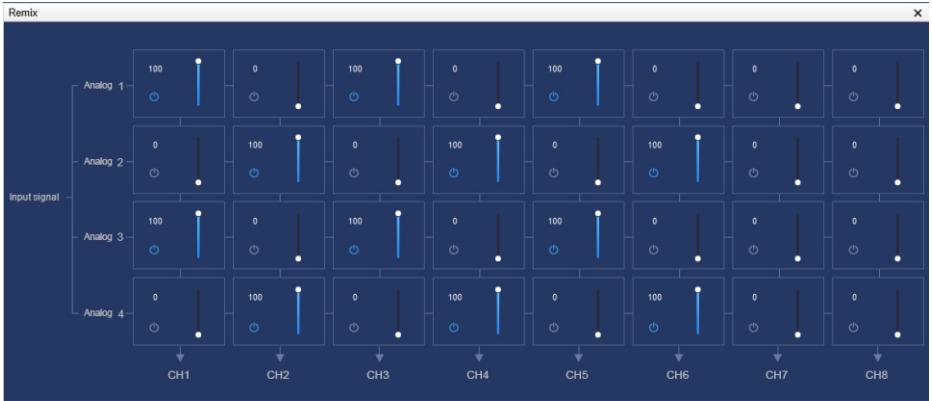 Remix
100 0 100 0 100 0 0 0
Analog 1
0 100 0 100 0 100 0 0
Analog 2
Input signal
100 0 100 0 100 0 0 0
Analog 3
0 100 0 100 0 100 0 0
Analog 4
CH1 CH2 CH3 CH4 CH5 CH6 CH7 CH8